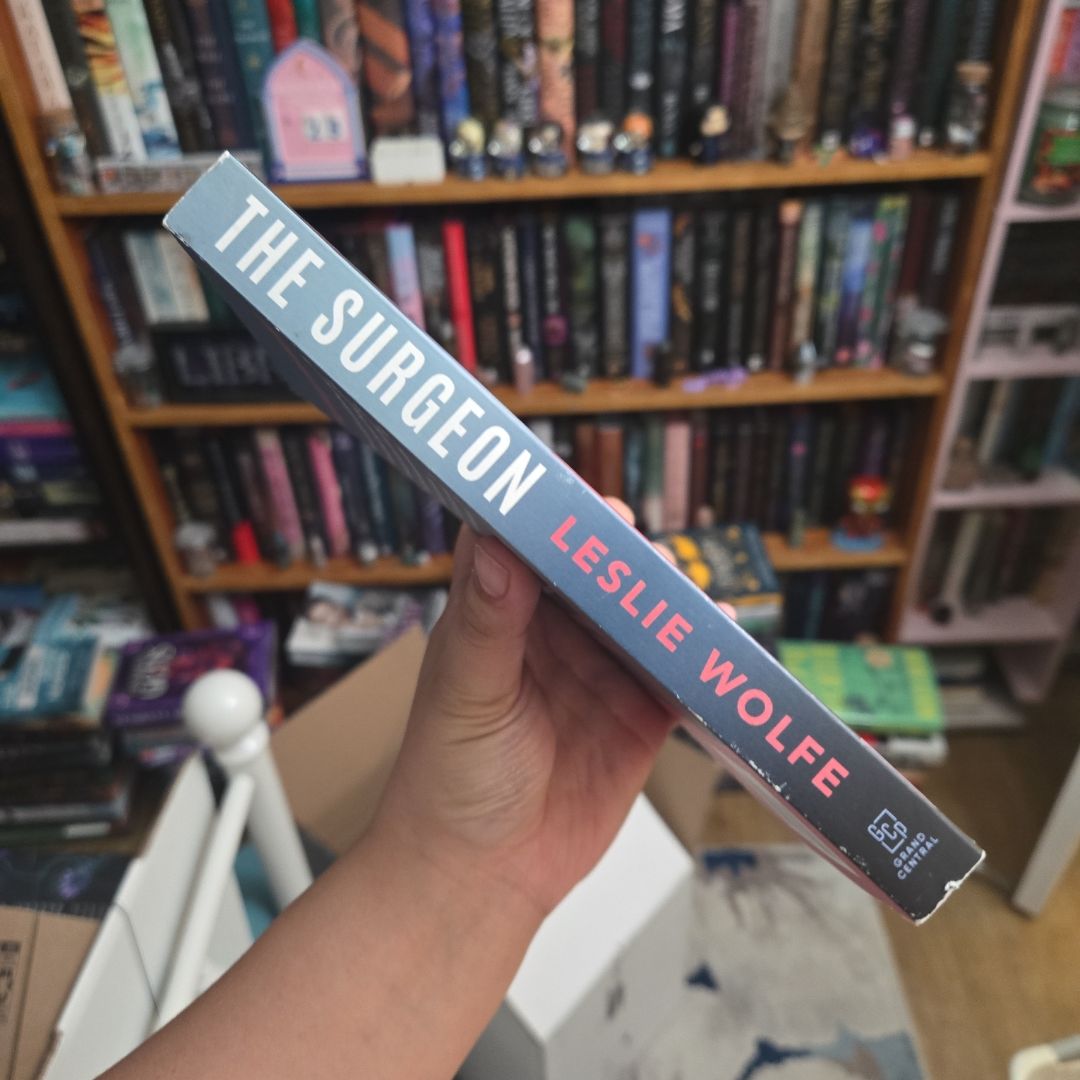 THE SURGEON
LESLIE WOLFE
GCP
GRAND
CENTRAL